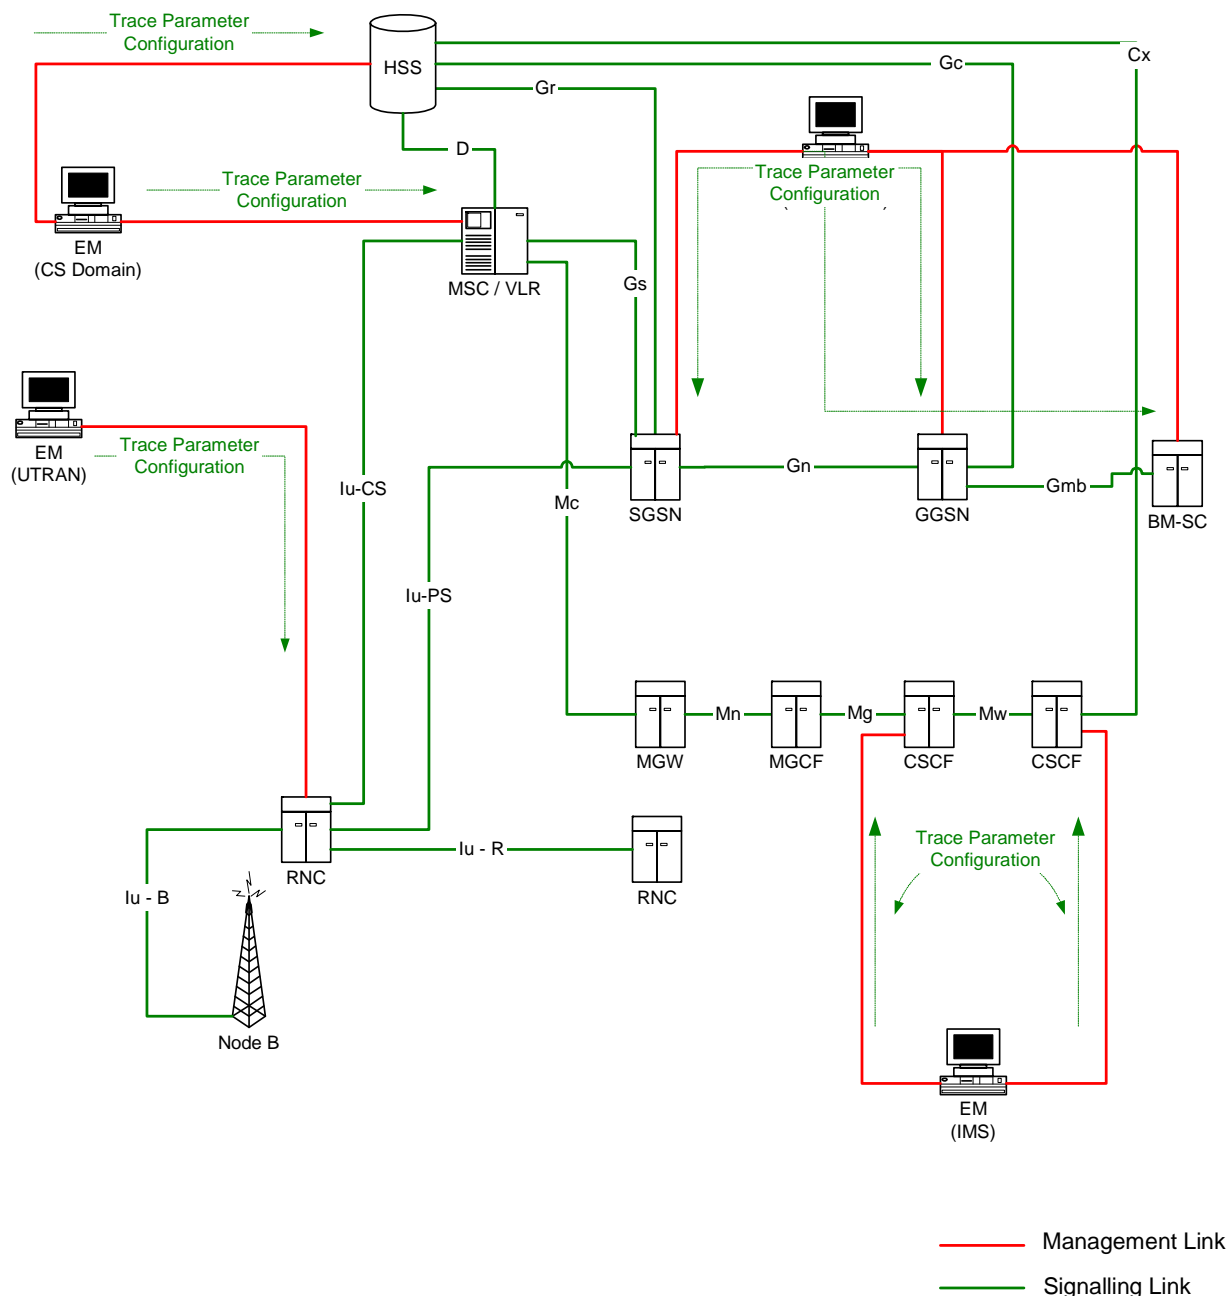 Trace Parameter
Configuration
HSS
Cx
Gc
Gr
D
Trace Parameter
Configuration
Trace Parameter
Configuration
EM
(CS Domain)
MSC / VLR
Gs
EM
(UTRAN)
Trace Parameter
Configuration
Iu-CS
Mc
SGSN
Gn
GGSN
Gmb
BM-SC
Iu-PS
MGW
Mn
MGCF
Mg
CSCF
Mw
CSCF
RNC
Iu - R
RNC
Trace Parameter
Configuration
Iu - B
Node B
EM
(IMS)
Management Link
Signalling Link